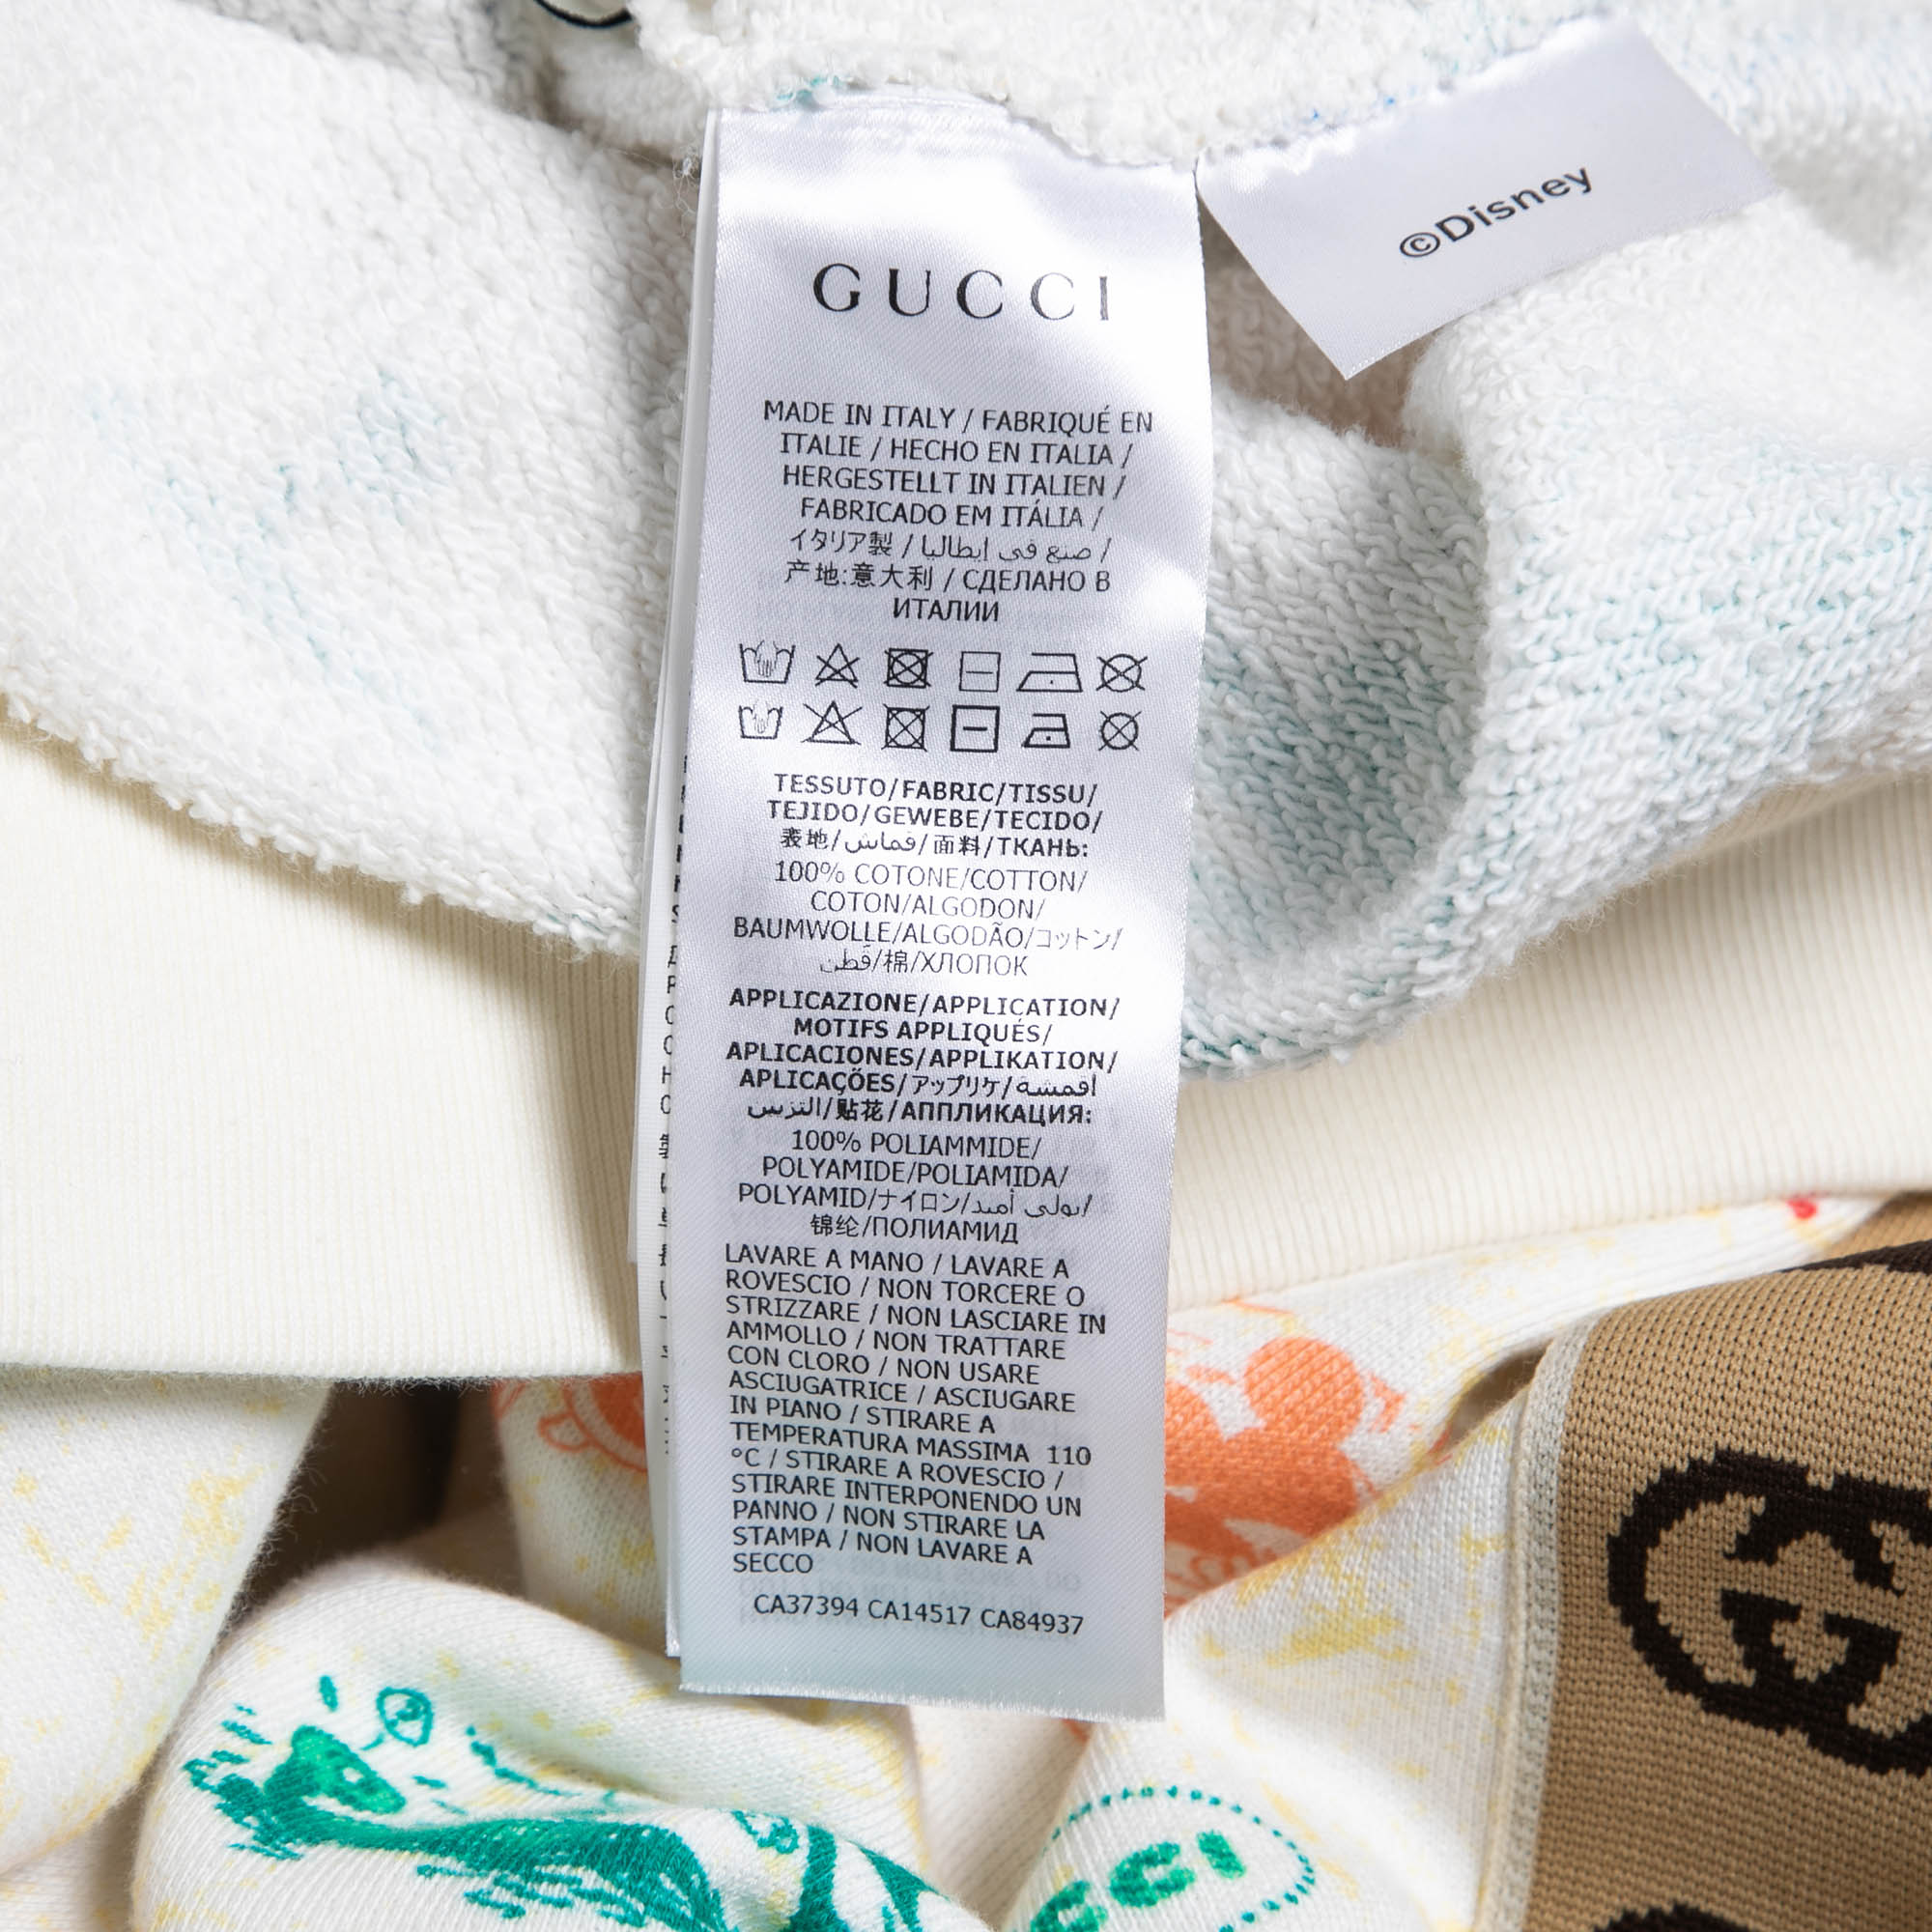 ©Disney
GUCCI
MADE IN ITALY / FABRIQUÉ EN
ITALIE / HECHO EN ITALIA /
HERGESTELLT IN ITALIEN /
FABRICADO EM ITÁLIA /
イタリア製 / صنع في إيطاليا /
产地:意大利 / СДЕЛАНО В
ИТАЛИИ
TESSUTO/FABRIC/TISSU/
TEJIDO/GEWEBE/TECIDO/
表地/قماش/面料/ТКАНЬ:
100% COTONE/COTTON/
COTON/ALGODON/
BAUMWOLLE/ALGODÃO/コットン/
قطن/棉/ХЛОПОК
APPLICAZIONE/APPLICATION/
MOTIFS APPLIQUÉS/
APLICACIONES/APPLIKATION/
APLICAÇÕES/アップリケ/أقمشة
التزيين/贴花/АППЛИКАЦИЯ:
100% POLIAMMIDE/
POLYAMIDE/POLIAMIDA/
POLYAMID/ナイロン/بولي أميد/
锦纶/ПОЛИАМИД
LAVARE A MANO / LAVARE A
ROVESCIO / NON TORCERE O
STRIZZARE / NON LASCIARE IN
AMMOLLO / NON TRATTARE
CON CLORO / NON USARE
ASCIUGATRICE / ASCIUGARE
IN PIANO / STIRARE A
TEMPERATURA MASSIMA 110
°C / STIRARE A ROVESCIO /
STIRARE INTERPONENDO UN
PANNO / NON STIRARE LA
STAMPA / NON LAVARE A
SECCO
CA37394 CA14517 CA84937
CCI